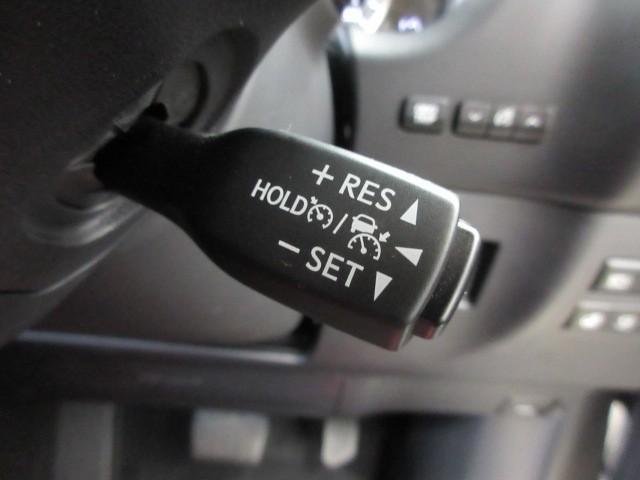 + RES ▲
HOLD / ◀
− SET ▼